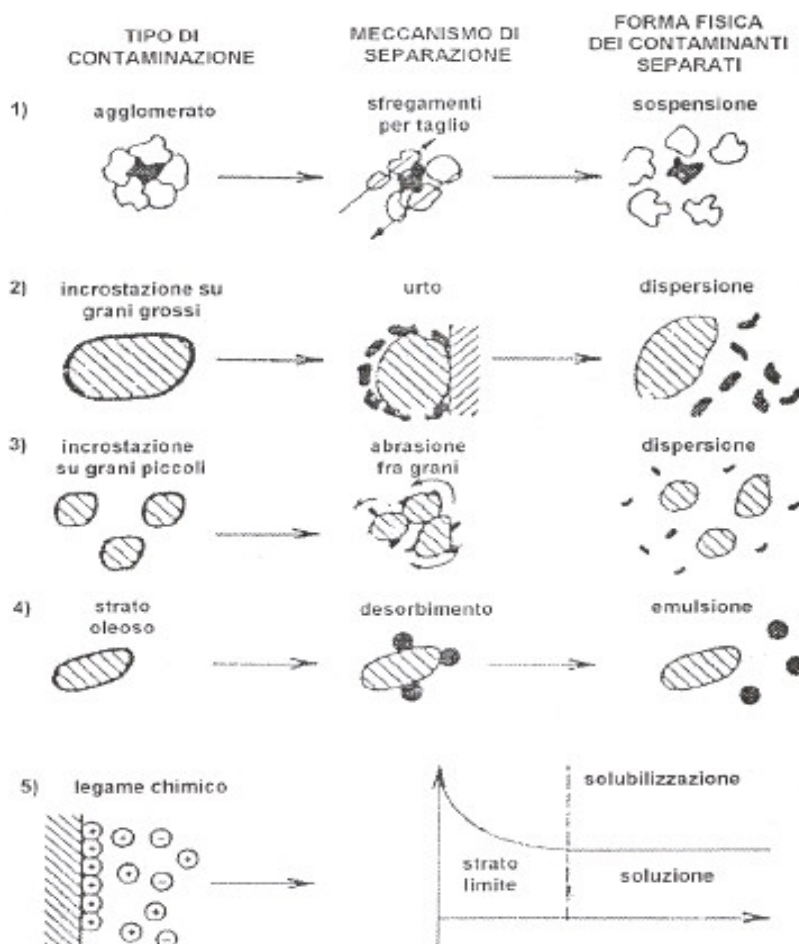 TIPO DI
CONTAMINAZIONE
MECCANISMO DI
SEPARAZIONE
FORMA FISICA
DEI CONTAMINANTI
SEPARATI
1)
agglomerato
sfregamenti
per taglio
sospensione
2)
incrostazione su
grani grossi
urto
dispersione
3)
incrostazione
su grani piccoli
abrasione
fra grani
dispersione
4)
strato
oleoso
desorbimento
emulsione
5)
legame chimico
solubilizzazione
strato
limite
soluzione